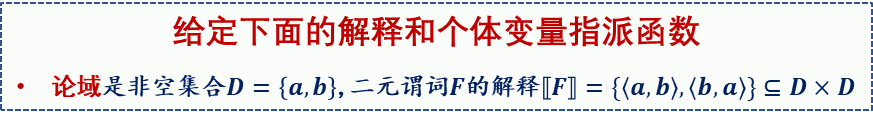 给定下面的解释和个体变量指派函数
• 论域是非空集合D = {a, b}, 二元谓词F的解释⟦F⟧ = {⟨a, b⟩, ⟨b, a⟩} ⊆ D × D